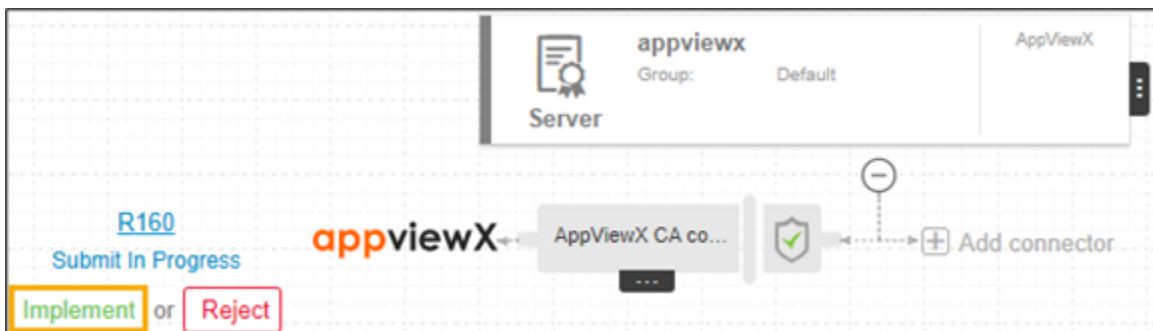 appviewx
AppViewX
Group: Default
Server
R160
Submit In Progress
Implement or Reject
appviewX
AppViewX CA co...
Add connector